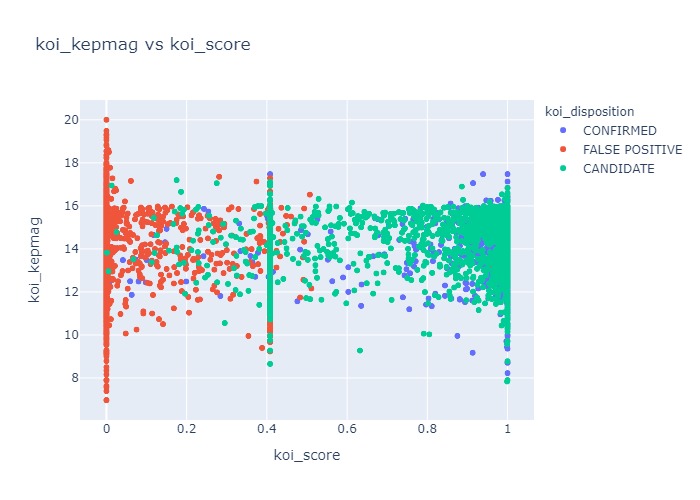 koi_kepmag vs koi_score
koi_disposition
CONFIRMED
FALSE POSITIVE
CANDIDATE
koi_kepmag
20
18
16
14
12
10
8
0
0.2
0.4
0.6
0.8
1
koi_score